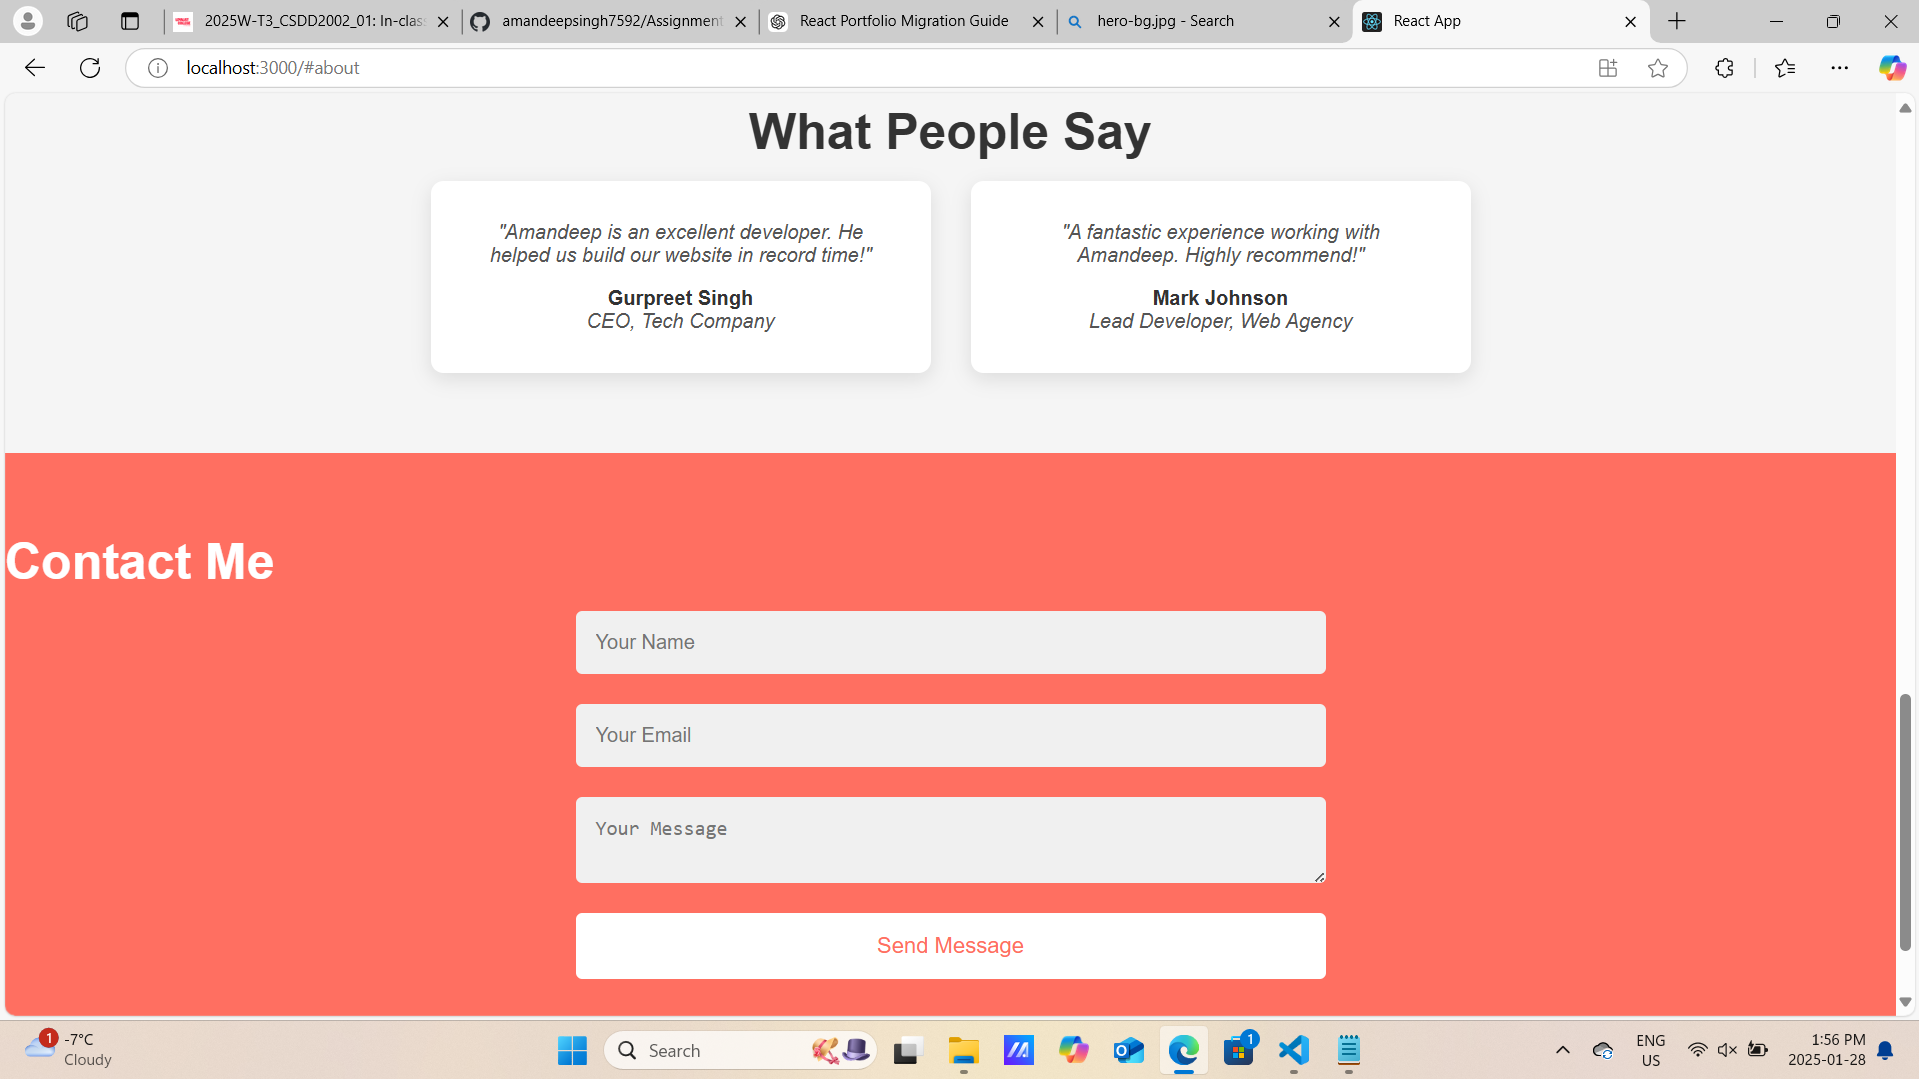 2025W-T3_CSDD2002_01: In-clas
amandeepsingh7592/Assignment
React Portfolio Migration Guide
hero-bg.jpg - Search
React App
localhost:3000/#about
What People Say
"Amandeep is an excellent developer. He
helped us build our website in record time!"
Gurpreet Singh
CEO, Tech Company
"A fantastic experience working with
Amandeep. Highly recommend!"
Mark Johnson
Lead Developer, Web Agency
Contact Me
Your Name
Your Email
Your Message
Send Message
1
-7°C
Cloudy
Search
1
ENG
US
1:56 PM
2025-01-28